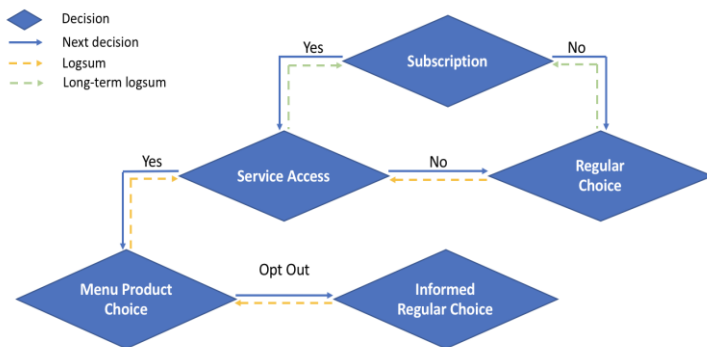 Decision
Next decision
Logsum
Long-term logsum
Yes
No
Subscription
Yes
Service Access
No
Regular
Choice
Menu Product
Choice
Opt Out
Informed
Regular Choice